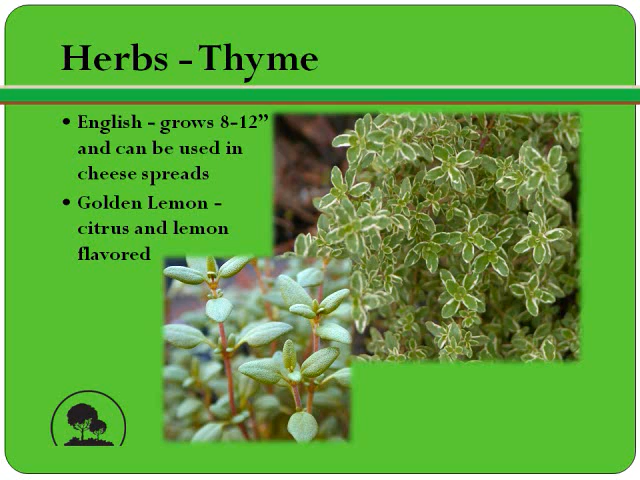 Herbs - Thyme
• English - grows 8-12”
and can be used in
cheese spreads
• Golden Lemon -
citrus and lemon
flavored